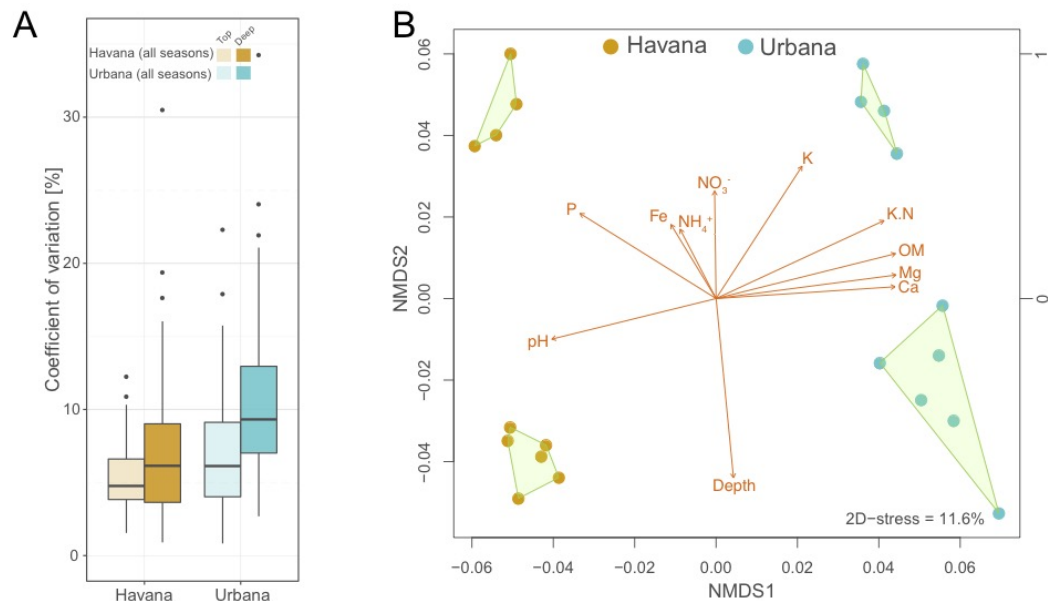 A
Top Deep
Havana (all seasons)
Urbana (all seasons)
Coefficient of variation [%]
30
20
10
0
Havana Urbana
B
Havana Urbana
NMDS2
0.06
0.04
0.02
0.00
−0.02
−0.04
1
0
K
NO₃⁻
P
Fe
NH₄⁺
K.N
OM
Mg
Ca
pH
Depth
2D−stress = 11.6%
−0.06 −0.04 −0.02 0.00 0.02 0.04 0.06
NMDS1